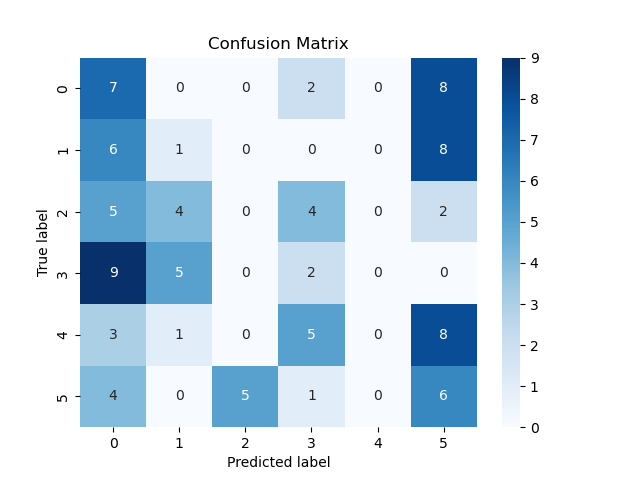 Confusion Matrix
True label
0 7 0 0 2 0 8
1 6 1 0 0 0 8
2 5 4 0 4 0 2
3 9 5 0 2 0 0
4 3 1 0 5 0 8
5 4 0 5 1 0 6
0 1 2 3 4 5
Predicted label
9
8
7
6
5
4
3
2
1
0